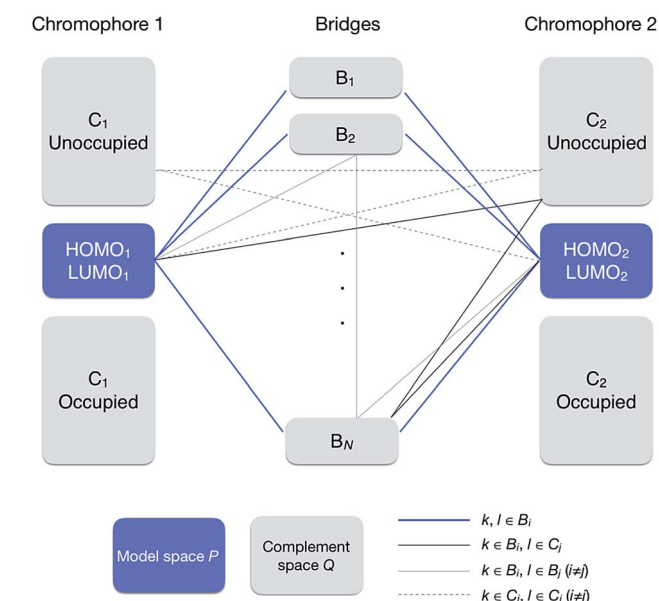 Chromophore 1
Bridges
Chromophore 2
C₁
Unoccupied
B₁
B₂
C₂
Unoccupied
HOMO₁
LUMO₁
HOMO₂
LUMO₂
.
.
.
C₁
Occupied
C₂
Occupied
B_N
Model space P
Complement
space Q
k, l ∈ Bᵢ
k ∈ Bᵢ, l ∈ Cⱼ
k ∈ Bᵢ, l ∈ Bⱼ (i≠j)
k ∈ Cᵢ, l ∈ Cⱼ (i≠j)